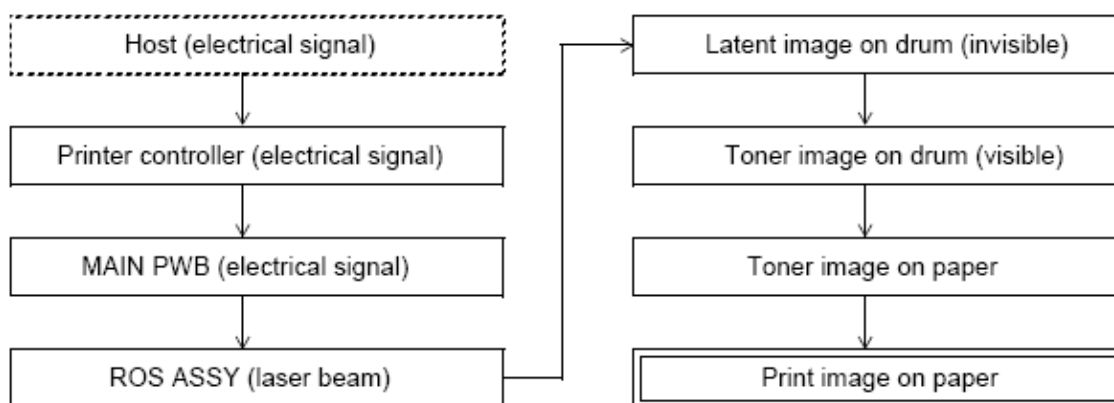 Host (electrical signal)
Printer controller (electrical signal)
MAIN PWB (electrical signal)
ROS ASSY (laser beam)
Latent image on drum (invisible)
Toner image on drum (visible)
Toner image on paper
Print image on paper